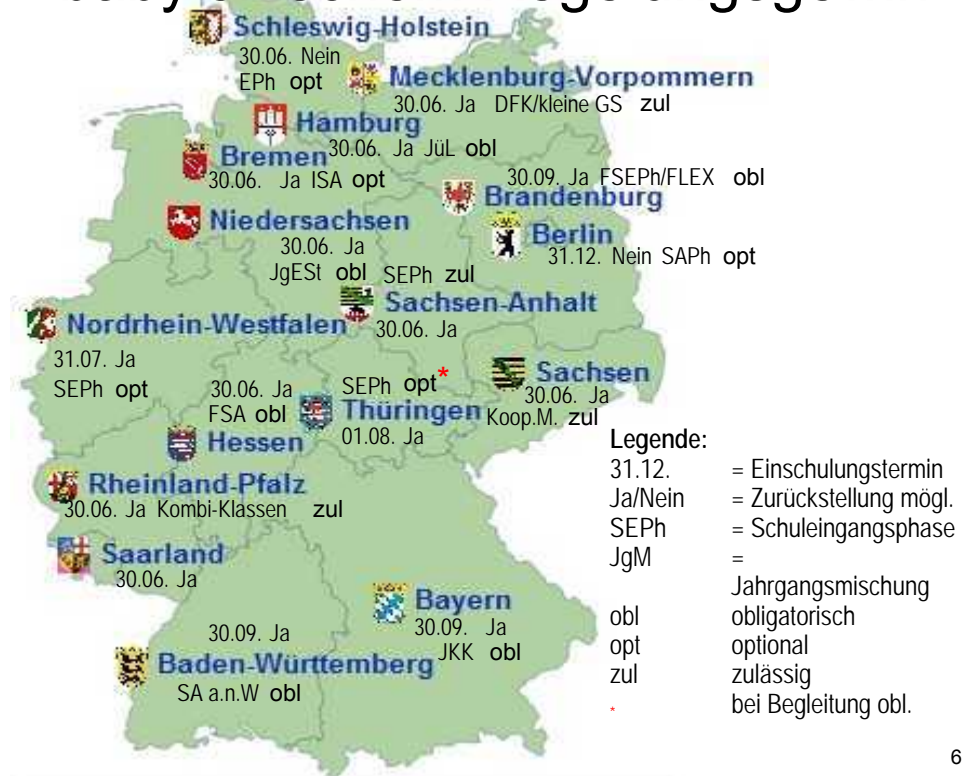 Schleswig-Holstein
30.06. Nein
EPh opt
Mecklenburg-Vorpommern
30.06. Ja DFK/kleine GS zul
Hamburg
30.06. Ja JüL obl
Bremen
30.06. Ja ISA opt
30.09. Ja FSEPh/FLEX obl
Brandenburg
Niedersachsen
30.06. Ja
JgESt obl
Berlin
31.12. Nein SAPh opt
SEPh zul
Sachsen-Anhalt
30.06. Ja
Nordrhein-Westfalen
31.07. Ja
SEPh opt
30.06. Ja
FSA obl
Hessen
SEPh opt*
Thüringen
01.08. Ja
Sachsen
30.06. Ja
Koop.M. zul
Rheinland-Pfalz
30.06. Ja Kombi-Klassen zul
Saarland
30.06. Ja
Bayern
30.09. Ja
JKK obl
30.09. Ja
Baden-Württemberg
SA a.n.W obl
Legende:
31.12. = Einschulungstermin
Ja/Nein = Zurückstellung mögl.
SEPh = Schuleingangsphase
JgM =
Jahrgangsmischung
obl obligatorisch
opt optional
zul zulässig
* bei Begleitung obl.
6